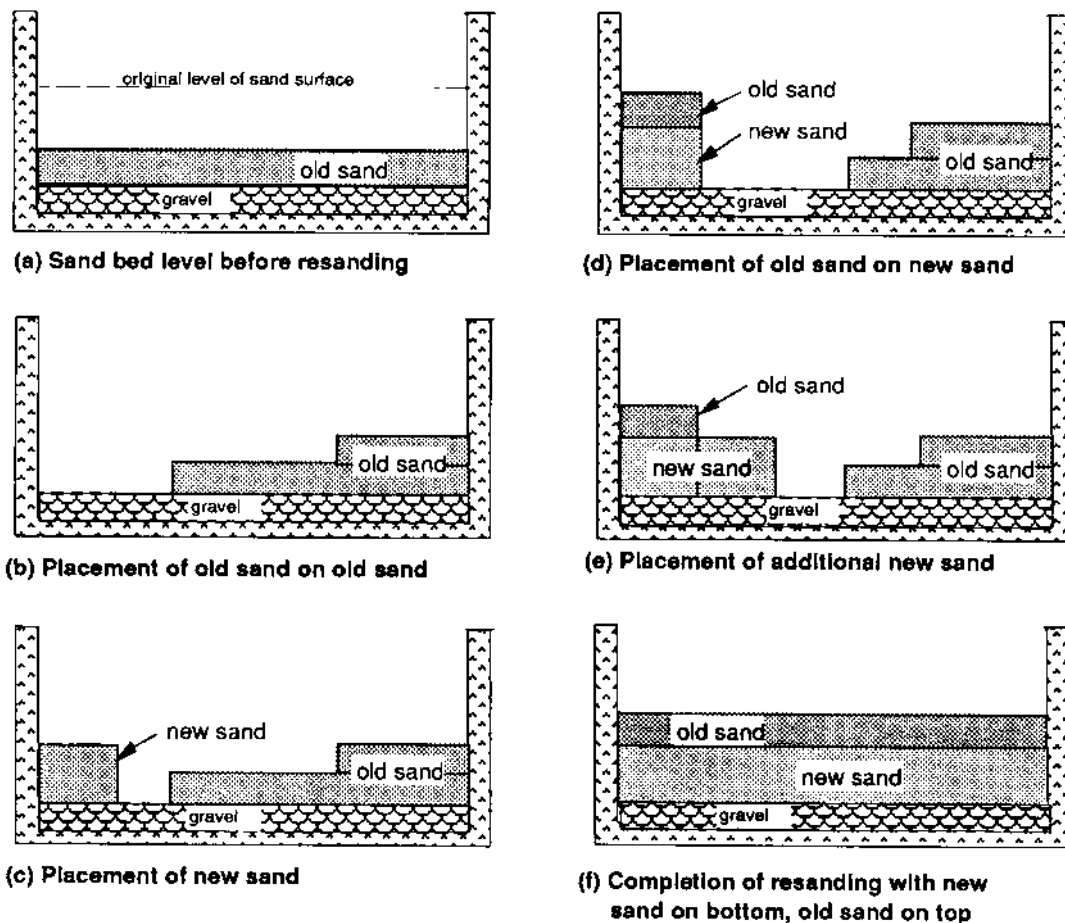 original level of sand surface
old sand
gravel
(a) Sand bed level before resanding
old sand
gravel
(b) Placement of old sand on old sand
new sand
old sand
gravel
(c) Placement of new sand
old sand
new sand
old sand
gravel
(d) Placement of old sand on new sand
old sand
new sand
old sand
gravel
(e) Placement of additional new sand
old sand
new sand
gravel
(f) Completion of resanding with new
sand on bottom, old sand on top